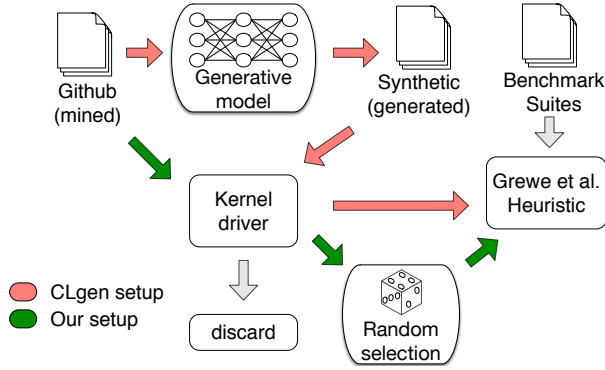 Github
(mined)
Generative
model
Synthetic
(generated)
Benchmark
Suites
Kernel
driver
Grewe et al.
Heuristic
CLgen setup
Our setup
discard
Random
selection